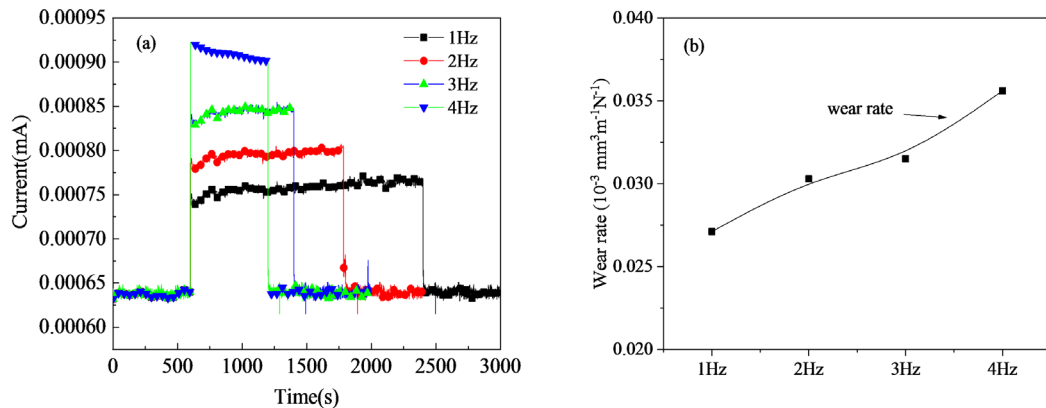 (a)
1Hz
2Hz
3Hz
4Hz
0.00095
0.00090
0.00085
0.00080
0.00075
0.00070
0.00065
0.00060
Current(mA)
0 500 1000 1500 2000 2500 3000
Time(s)
(b)
wear rate
0.040
0.035
0.030
0.025
0.020
Wear rate (10⁻³ mm³m⁻¹N⁻¹)
1Hz 2Hz 3Hz 4Hz